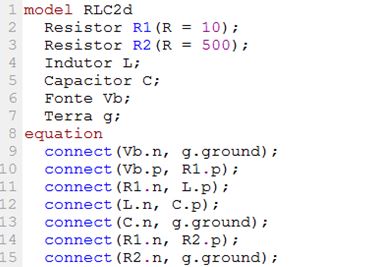 1 model RLC2d
2 Resistor R1(R = 10);
3 Resistor R2(R = 500);
4 Indutor L;
5 Capacitor C;
6 Fonte Vb;
7 Terra g;
8 equation
9 connect(Vb.n, g.ground);
10 connect(Vb.p, R1.p);
11 connect(R1.n, L.p);
12 connect(L.n, C.p);
13 connect(C.n, g.ground);
14 connect(R1.n, R2.p);
15 connect(R2.n, g.ground);